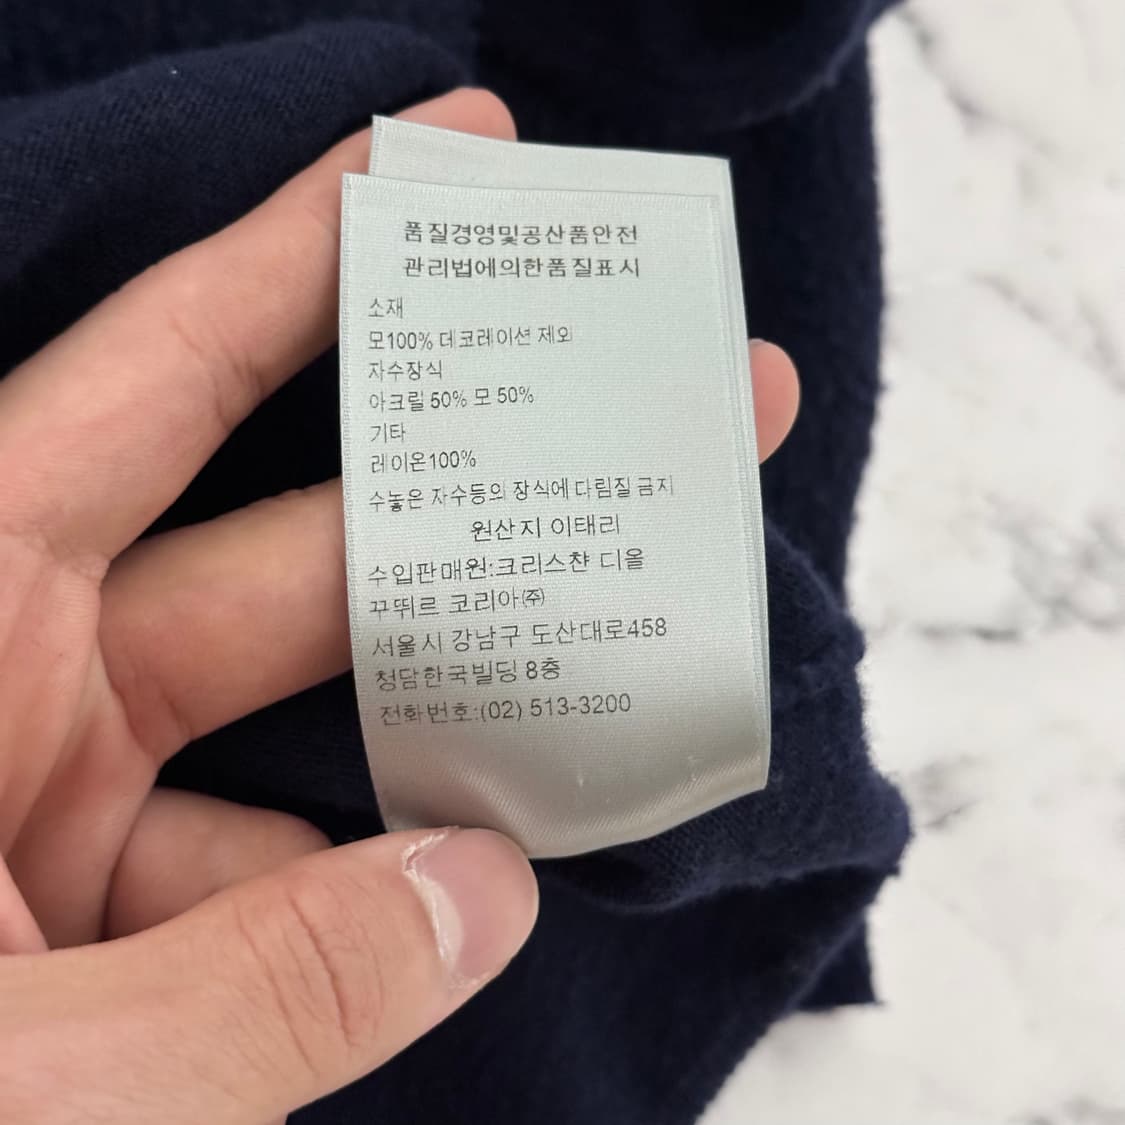 품질경영및공산품안전
관리법에의한품질표시
소재
모100% 데코레이션 제외
자수장식
아크릴 50% 모 50%
기타
레이온100%
수놓은 자수등의 장식에 다림질 금지
원산지 이태리
수입판매원:크리스챤 디올
꾸뛰르 코리아㈜
서울시 강남구 도산대로458
청담한국빌딩 8층
전화번호:(02) 513-3200